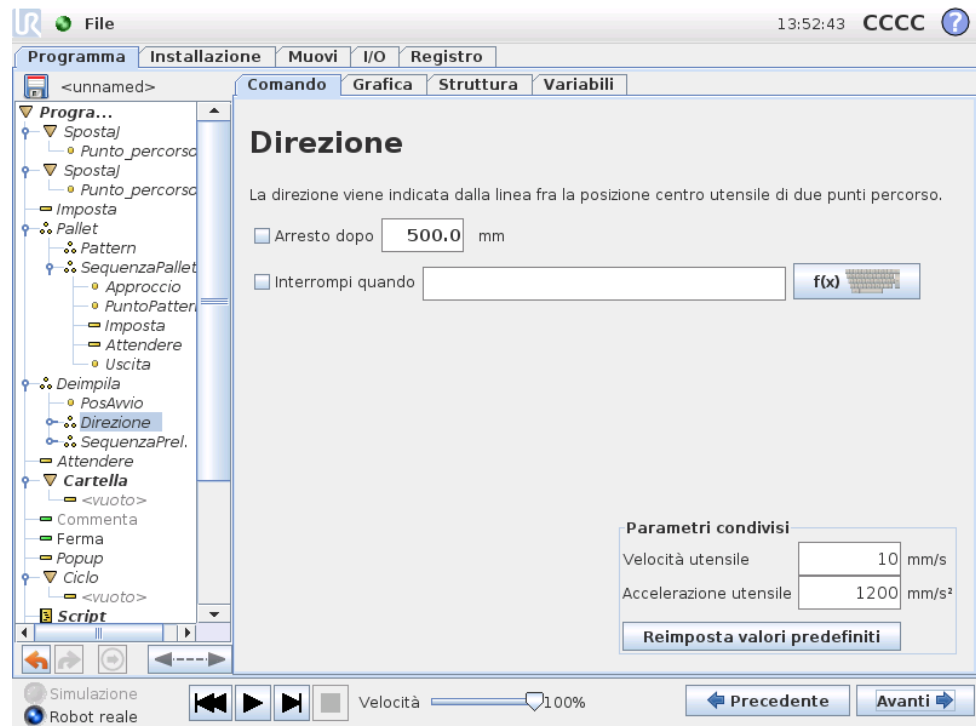 UR File 13:52:43 CCCC ?
Programma Installazione Muovi I/O Registro
<unnamed>
Comando Grafica Struttura Variabili
Progra...
SpostaJ
Punto_percorso
SpostaJ
Punto_percorso
Imposta
Pallet
Pattern
SequenzaPallet
Approccio
PuntoPattern
Imposta
Attendere
Uscita
Deimpila
PosAvvio
Direzione
SequenzaPrel.
Attendere
Cartella
<vuoto>
Commenta
Ferma
Popup
Ciclo
<vuoto>
Script
Direzione
La direzione viene indicata dalla linea fra la posizione centro utensile di due punti percorso.
Arresto dopo 500.0 mm
Interrompi quando f(x)
Parametri condivisi
Velocità utensile 10 mm/s
Accelerazione utensile 1200 mm/s²
Reimposta valori predefiniti
Simulazione
Robot reale
Velocità 100%
Precedente Avanti